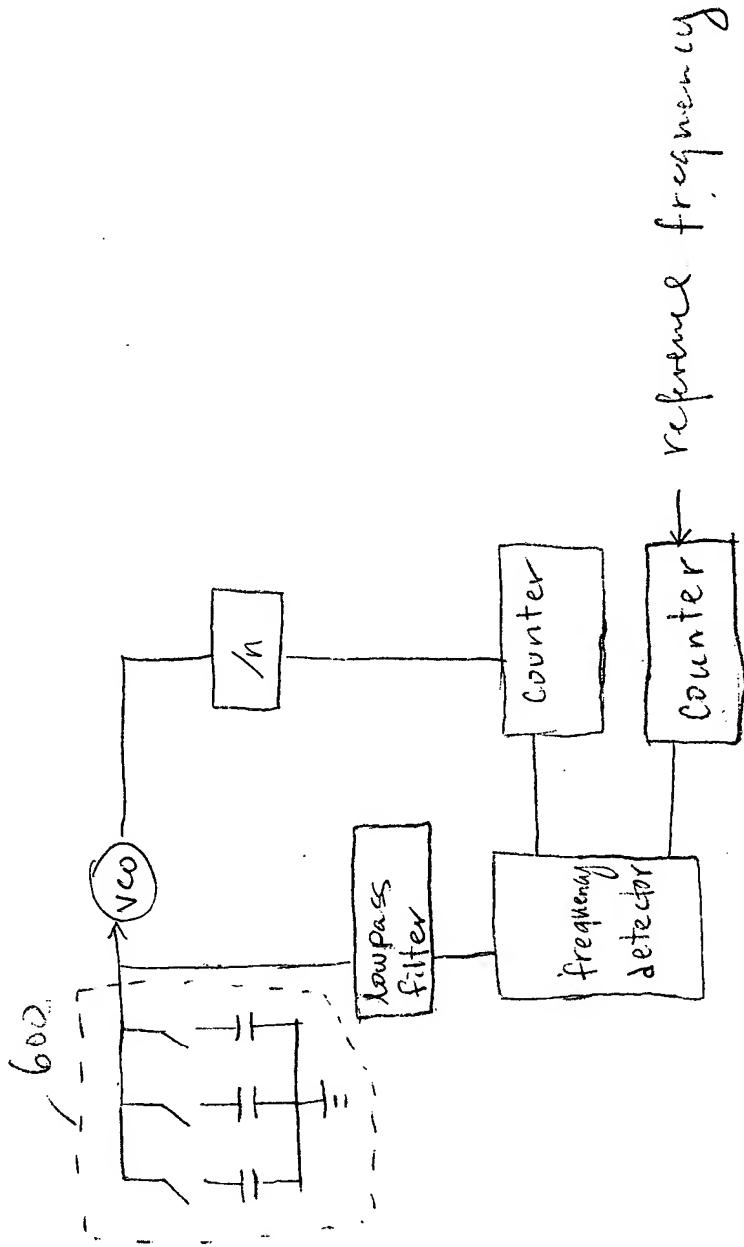 600
VCO
/n
lowpass
filter
counter
frequency
detector
counter
reference frequency